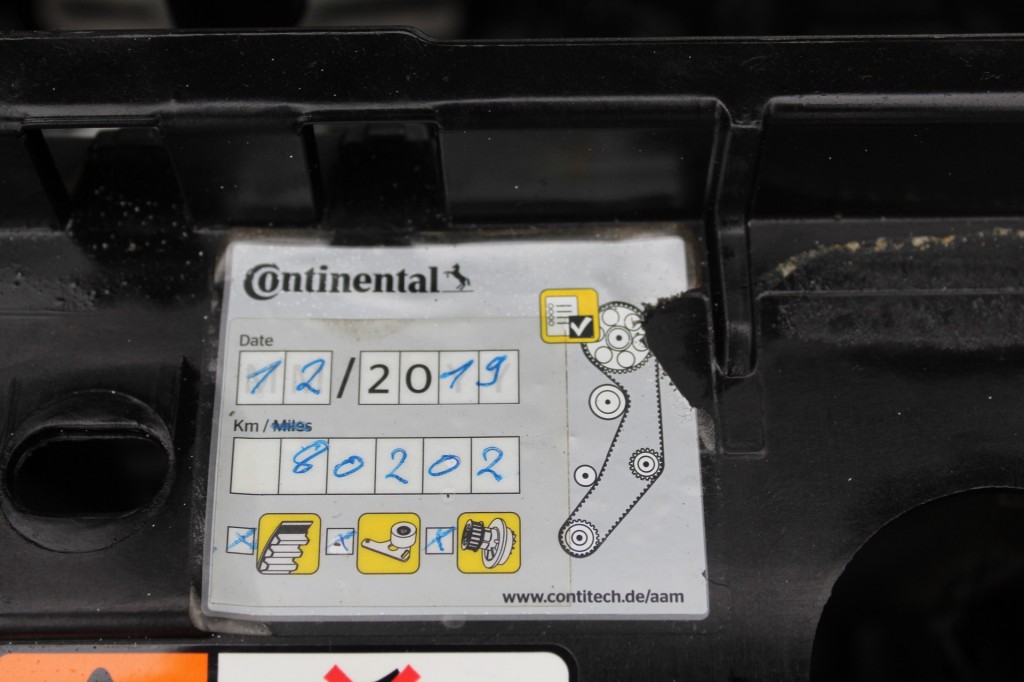 Continental
Date
12/2019
Km / Miles
80202
www.contitech.de/aam